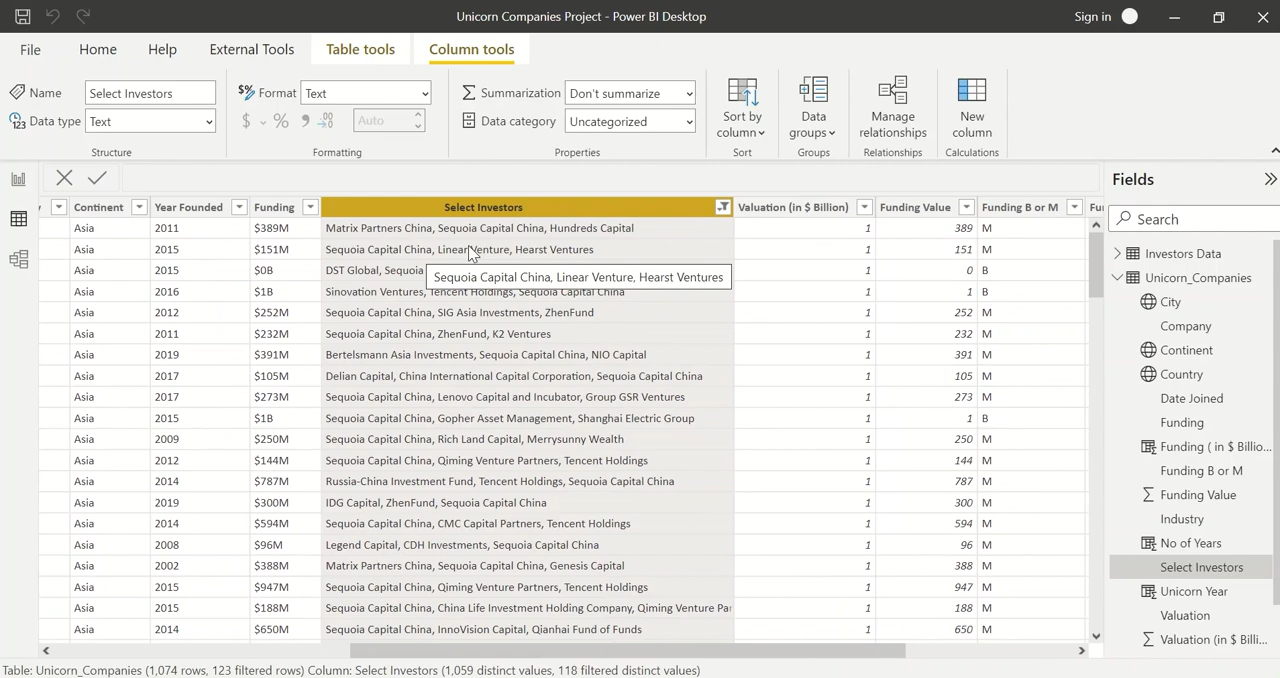 Unicorn Companies Project - Power BI Desktop
Sign in
File
Home
Help
External Tools
Table tools
Column tools
Name
Select Investors
Data type
Text
Structure
Format
Text
$
%
Auto
Formatting
Summarization
Don't summarize
Data category
Uncategorized
Properties
Sort by
column
Sort
Data
groups
Groups
Manage
relationships
Relationships
New
column
Calculations
Continent Year Founded Funding Select Investors Valuation (in $ Billion) Funding Value Funding B or M Fu
Asia 2011 $389M Matrix Partners China, Sequoia Capital China, Hundreds Capital 1 389 M
Asia 2015 $151M Sequoia Capital China, Linear Venture, Hearst Ventures 1 151 M
Asia 2015 $0B DST Global, Sequoia 1 0 B
Sequoia Capital China, Linear Venture, Hearst Ventures
Asia 2016 $1B Sinovation Ventures, Tencent Holdings, Sequoia Capital China 1 1 B
Asia 2012 $252M Sequoia Capital China, SIG Asia Investments, ZhenFund 1 252 M
Asia 2011 $232M Sequoia Capital China, ZhenFund, K2 Ventures 1 232 M
Asia 2019 $391M Bertelsmann Asia Investments, Sequoia Capital China, NIO Capital 1 391 M
Asia 2017 $105M Delian Capital, China International Capital Corporation, Sequoia Capital China 1 105 M
Asia 2017 $273M Sequoia Capital China, Lenovo Capital and Incubator, Group GSR Ventures 1 273 M
Asia 2015 $1B Sequoia Capital China, Gopher Asset Management, Shanghai Electric Group 1 1 B
Asia 2009 $250M Sequoia Capital China, Rich Land Capital, Merrysunny Wealth 1 250 M
Asia 2012 $144M Sequoia Capital China, Qiming Venture Partners, Tencent Holdings 1 144 M
Asia 2014 $787M Russia-China Investment Fund, Tencent Holdings, Sequoia Capital China 1 787 M
Asia 2019 $300M IDG Capital, ZhenFund, Sequoia Capital China 1 300 M
Asia 2014 $594M Sequoia Capital China, CMC Capital Partners, Tencent Holdings 1 594 M
Asia 2008 $96M Legend Capital, CDH Investments, Sequoia Capital China 1 96 M
Asia 2002 $388M Matrix Partners China, Sequoia Capital China, Genesis Capital 1 388 M
Asia 2015 $947M Sequoia Capital China, Qiming Venture Partners, Tencent Holdings 1 947 M
Asia 2015 $188M Sequoia Capital China, China Life Investment Holding Company, Qiming Venture Pa 1 188 M
Asia 2014 $650M Sequoia Capital China, InnoVision Capital, Qianhai Fund of Funds 1 650 M
Fields
Search
Investors Data
Unicorn_Companies
City
Company
Continent
Country
Date Joined
Funding
Funding ( in $ Billio...
Funding B or M
Funding Value
Industry
No of Years
Select Investors
Unicorn Year
Valuation
Valuation (in $ Billi...
Table: Unicorn_Companies (1,074 rows, 123 filtered rows) Column: Select Investors (1,059 distinct values, 118 filtered distinct values)